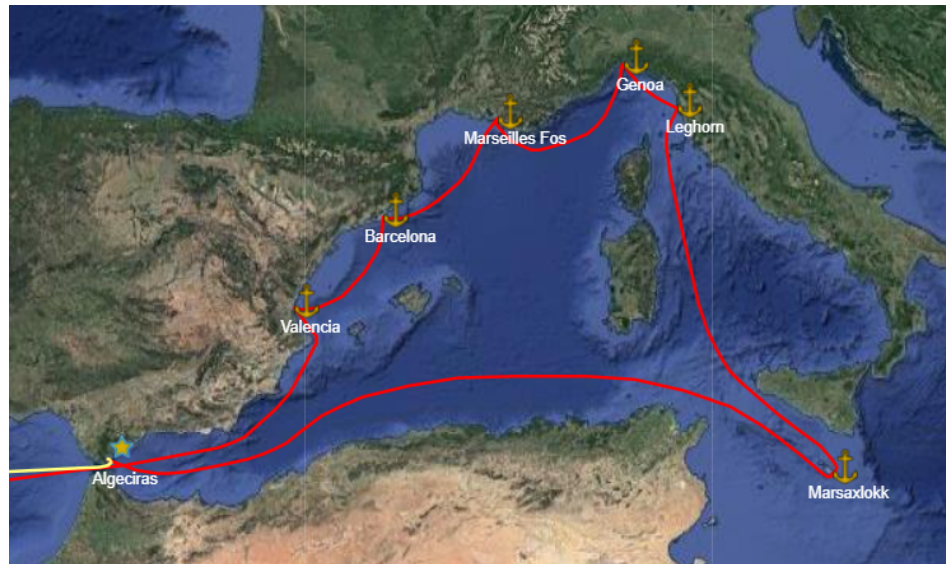 Genoa
Leghorn
Marseilles Fos
Barcelona
Valencia
Algeciras
Marsaxlokk